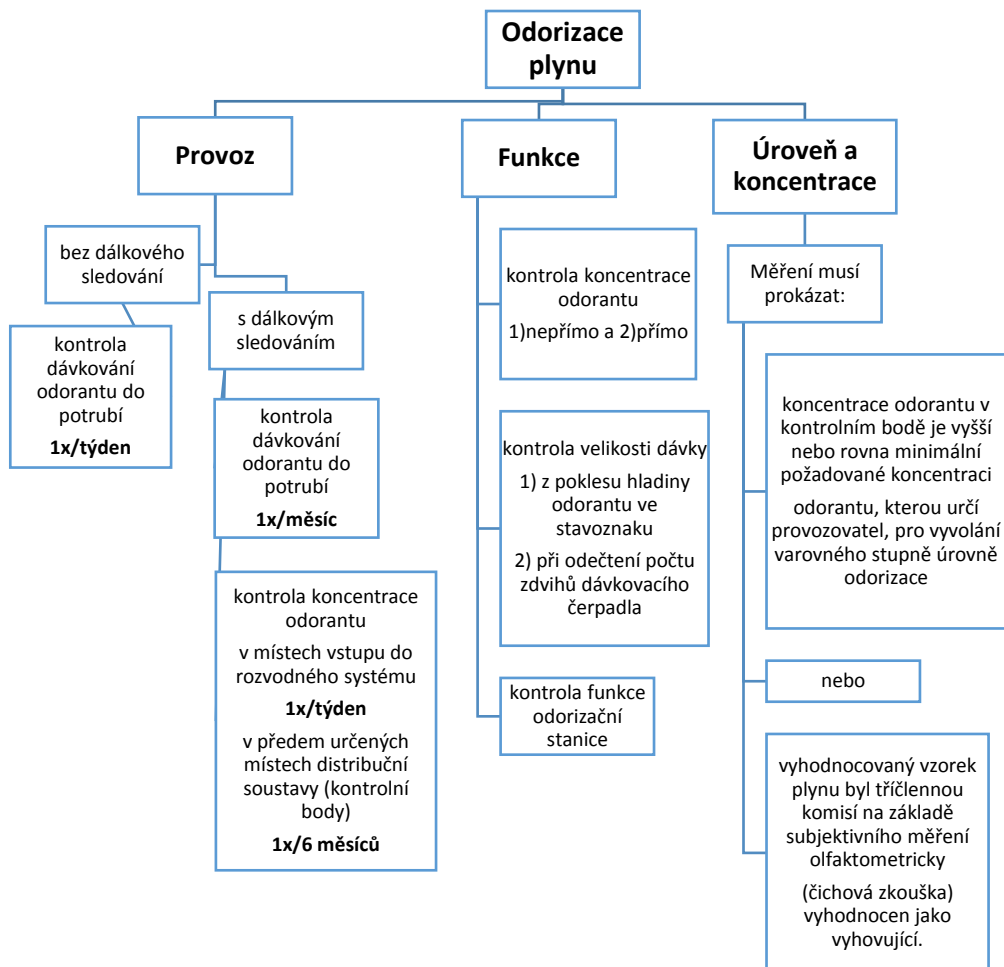 Odorizace
plynu
Provoz
bez dálkového
sledování
kontrola
dávkování
odorantu do
potrubí
1x/týden
s dálkovým
sledováním
kontrola
dávkování
odorantu do
potrubí
1x/měsíc
kontrola koncentrace
odorantu
v místech vstupu do
rozvodného systému
1x/týden
v předem určených
místech distribuční
soustavy (kontrolní
body)
1x/6 měsíců
Funkce
kontrola koncentrace
odorantu
1)nepřímo a 2)přímo
kontrola velikosti dávky
1) z poklesu hladiny
odorantu ve
stavoznaku
2) při odečtení počtu
zdvihů dávkovacího
čerpadla
kontrola funkce
odorizační
stanice
Úroveň a
koncentrace
Měření musí
prokázat:
koncentrace odorantu v
kontrolním bodě je vyšší
nebo rovna minimální
požadované koncentraci
odorantu, kterou určí
provozovatel, pro vyvolání
varovného stupně úrovně
odorizace
nebo
vyhodnocovaný vzorek
plynu byl tříčlennou
komisí na základě
subjektivního měření
olfaktometricky
(čichová zkouška)
vyhodnocen jako
vyhovující.